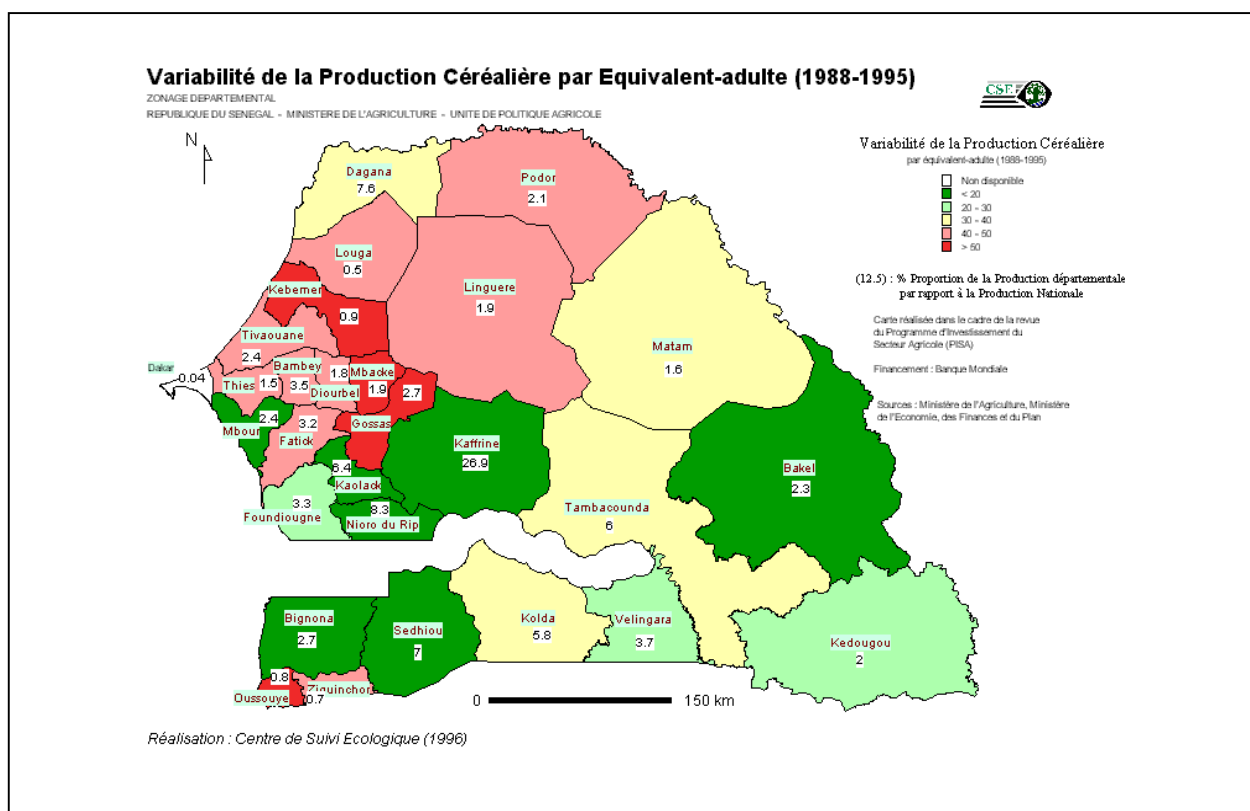 Variabilité de la Production Céréalière par Equivalent-adulte (1988-1995)
ZONAGE DEPARTEMENTAL
REPUBLIQUE DU SENEGAL - MINISTERE DE L'AGRICULTURE - UNITE DE POLITIQUE AGRICOLE
CSE
N
Variabilité de la Production Céréalière
par équivalent-adulte (1988-1995)
Non disponible
< 20
20 - 30
30 - 40
40 - 50
> 50
(12.5) : % Proportion de la Production départementale
par rapport à la Production Nationale
Carte réalisée dans le cadre de la revue
du Programme d'Investissement du
Secteur Agricole (PISA)
Financement : Banque Mondiale
Sources : Ministère de l'Agriculture, Ministère
de l'Economie, des Finances et du Plan
Dagana
7.6
Podor
2.1
Louga
0.5
Linguere
1.9
Kebemer
0.9
Matam
1.6
Tivaouane
2.4
Dakar
0.04
Thies
1.5
Bambey
3.5
Diourbel
1.8
Mbacke
1.9
2.7
Gossas
Mbour
2.4
Fatick
3.2
Kaffrine
26.9
Bakel
2.3
6.4
Kaolack
Foundiougne
3.3
8.3
Nioro du Rip
Tambacounda
6
Bignona
2.7
Sedhiou
7
Kolda
5.8
Velingara
3.7
Kedougou
2
0.8
Oussouye
Ziguinchor
0.7
0
150 km
Réalisation : Centre de Suivi Ecologique (1996)